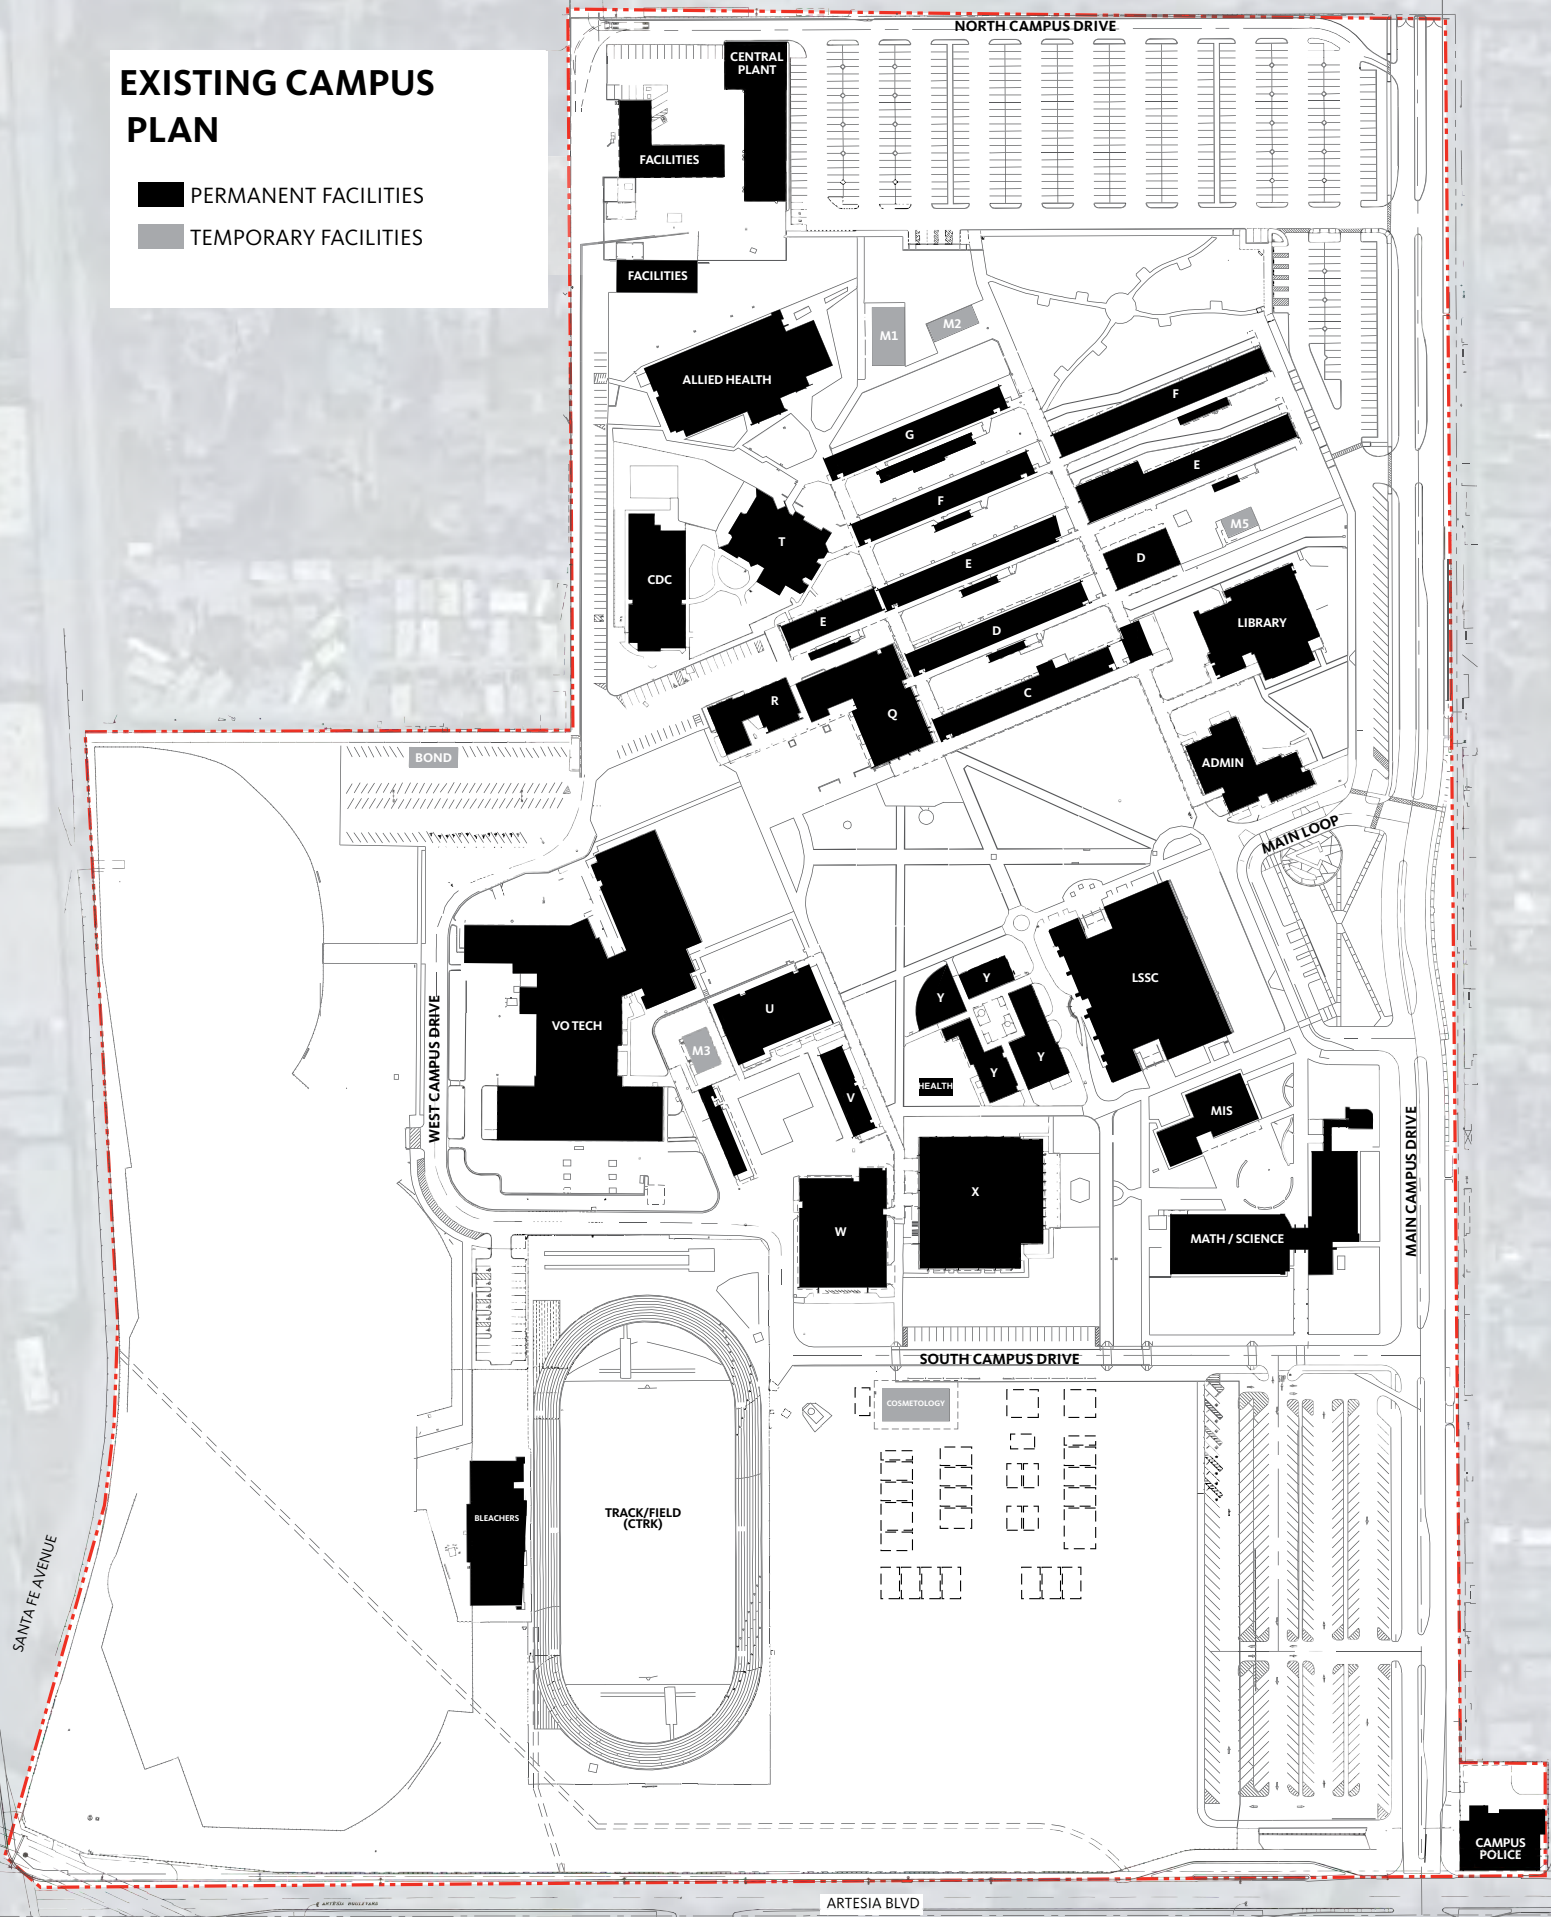 EXISTING CAMPUS
PLAN
PERMANENT FACILITIES
TEMPORARY FACILITIES
NORTH CAMPUS DRIVE
CENTRAL
PLANT
FACILITIES
FACILITIES
M1
M2
ALLIED HEALTH
F
G
E
F
M5
T
D
E
CDC
E
LIBRARY
D
C
R
Q
BOND
ADMIN
MAIN LOOP
LSSC
Y
Y
U
VO TECH
WEST CAMPUS DRIVE
M3
Y
Y
HEALTH
V
MIS
MAIN CAMPUS DRIVE
X
W
MATH / SCIENCE
SOUTH CAMPUS DRIVE
COSMETOLOGY
BLEACHERS
TRACK/FIELD
(CTRK)
SANTA FE AVENUE
CAMPUS
POLICE
ARTESIA BLVD
ARTESIA BOULEVARD